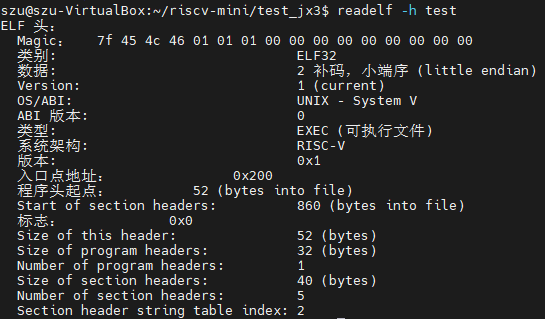 szu@szu-VirtualBox:~/riscv-mini/test_jx3$ readelf -h test
ELF 头：
  Magic：   7f 45 4c 46 01 01 01 00 00 00 00 00 00 00 00 00
  类别:                              ELF32
  数据:                              2 补码，小端序 (little endian)
  Version:                           1 (current)
  OS/ABI:                            UNIX - System V
  ABI 版本:                          0
  类型:                              EXEC (可执行文件)
  系统架构:                          RISC-V
  版本:                              0x1
  入口点地址：              0x200
  程序头起点：          52 (bytes into file)
  Start of section headers:          860 (bytes into file)
  标志：             0x0
  Size of this header:               52 (bytes)
  Size of program headers:           32 (bytes)
  Number of program headers:         1
  Size of section headers:           40 (bytes)
  Number of section headers:         5
  Section header string table index: 2